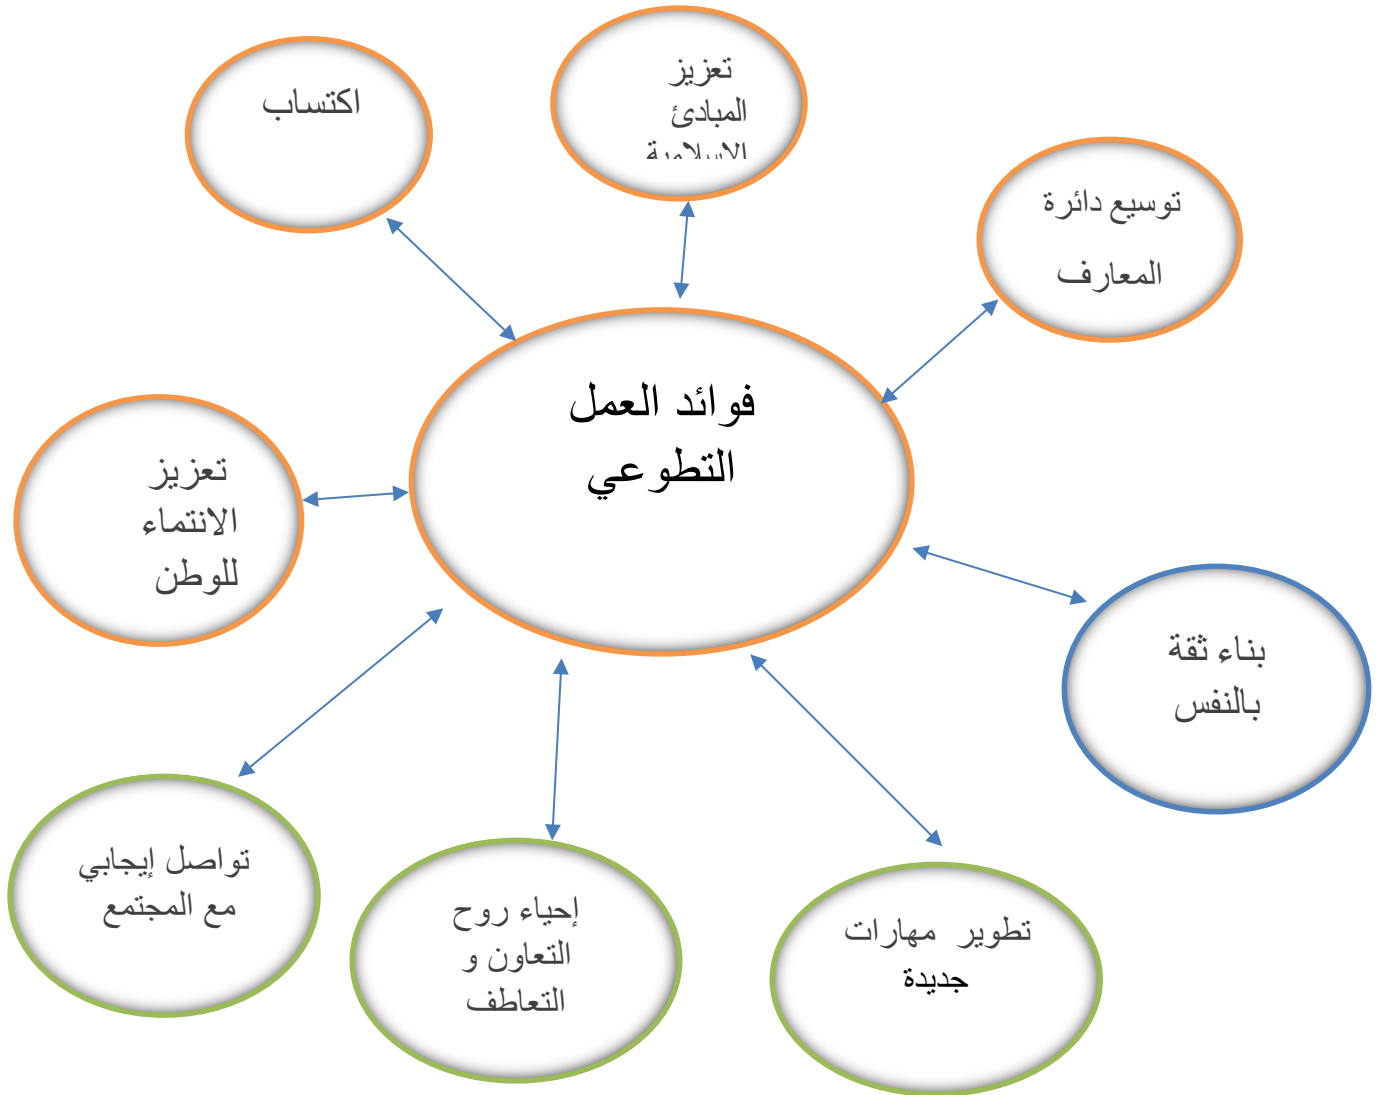 تعزيز
المبادئ
الاسلامية
اكتساب
توسيع دائرة
المعارف
فوائد العمل
التطوعي
تعزيز
الانتماء
للوطن
بناء ثقة
بالنفس
تواصل إيجابي
مع المجتمع
إحياء روح
التعاون و
التعاطف
تطوير مهارات
جديدة